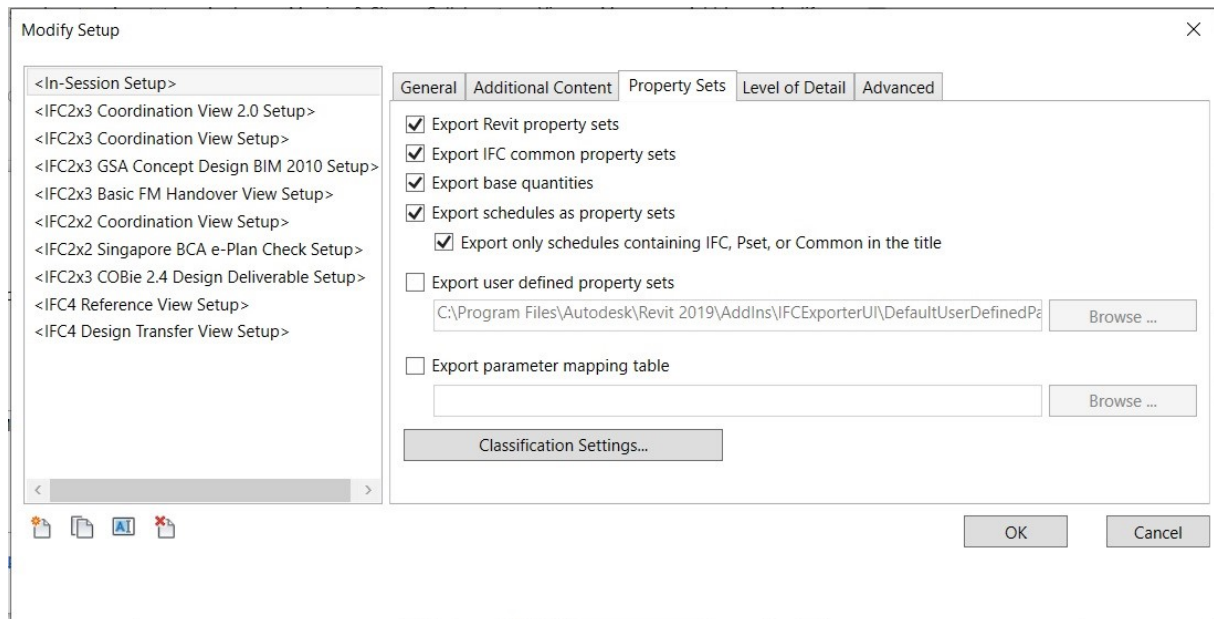 Modify Setup
<In-Session Setup>
<IFC2x3 Coordination View 2.0 Setup>
<IFC2x3 Coordination View Setup>
<IFC2x3 GSA Concept Design BIM 2010 Setup>
<IFC2x3 Basic FM Handover View Setup>
<IFC2x2 Coordination View Setup>
<IFC2x2 Singapore BCA e-Plan Check Setup>
<IFC2x3 COBie 2.4 Design Deliverable Setup>
<IFC4 Reference View Setup>
<IFC4 Design Transfer View Setup>
General Additional Content Property Sets Level of Detail Advanced
Export Revit property sets
Export IFC common property sets
Export base quantities
Export schedules as property sets
Export only schedules containing IFC, Pset, or Common in the title
Export user defined property sets
C:\Program Files\Autodesk\Revit 2019\AddIns\IFCExporterUI\DefaultUserDefinedPa Browse ...
Export parameter mapping table
Browse ...
Classification Settings...
OK Cancel